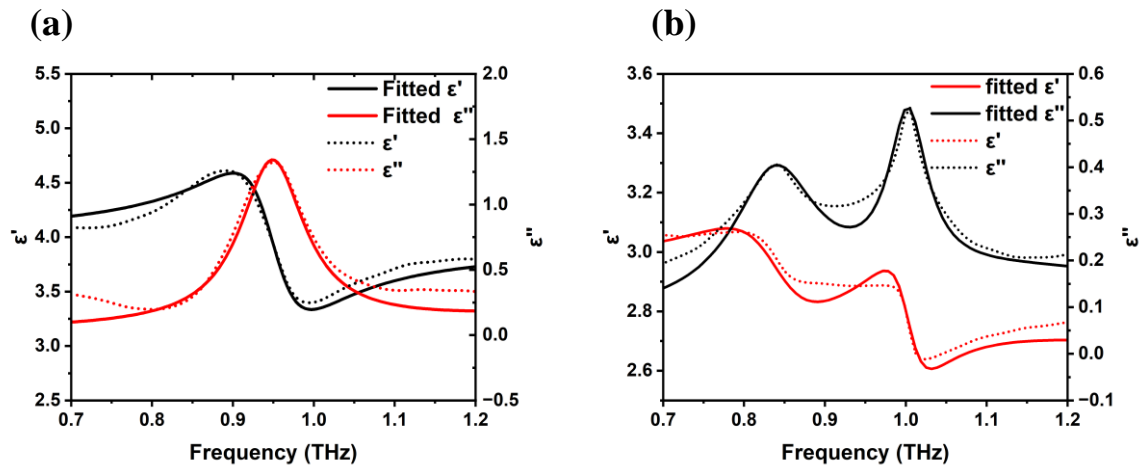 (a)
5.5
5.0
4.5
4.0
3.5
3.0
2.5
ε'
2.0
1.5
1.0
0.5
0.0
−0.5
ε"
Fitted ε'
Fitted ε"
ε'
ε"
0.7 0.8 0.9 1.0 1.1 1.2
Frequency (THz)
(b)
3.6
3.4
3.2
3.0
2.8
2.6
ε'
0.6
0.5
0.4
0.3
0.2
0.1
0.0
−0.1
ε"
fitted ε'
fitted ε"
ε'
ε"
0.7 0.8 0.9 1.0 1.1 1.2
Frequency (THz)